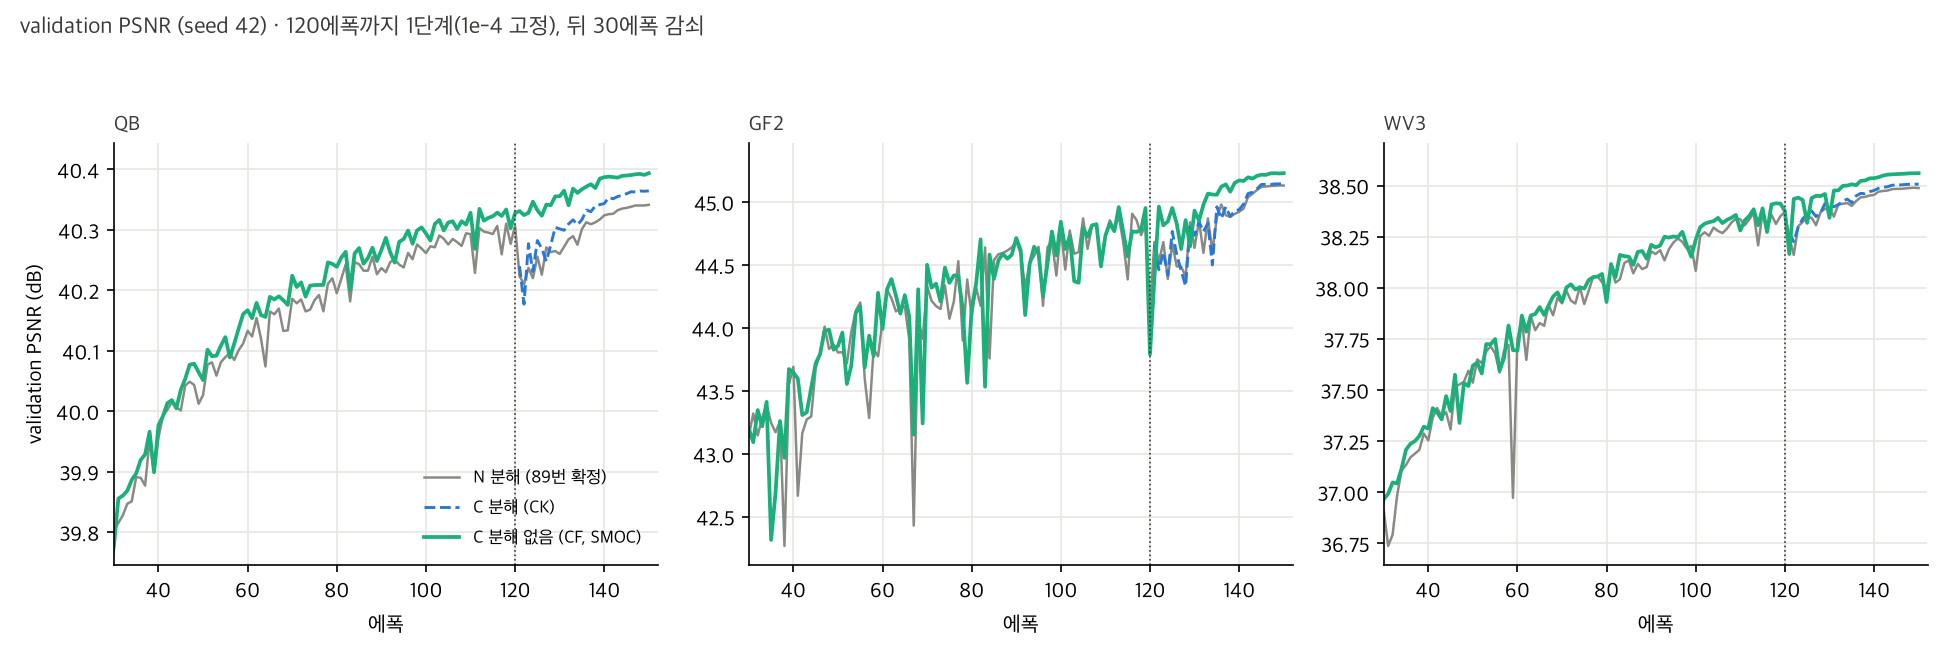 validation PSNR (seed 42) · 120에폭까지 1단계(1e-4 고정), 뒤 30에폭 감쇠
QB
validation PSNR (dB)
40.4
40.3
40.2
40.1
40.0
39.9
39.8
N 분해 (89번 확정)
C 분해 (CK)
C 분해 없음 (CF, SMOC)
40 60 80 100 120 140
에폭
GF2
45.0
44.5
44.0
43.5
43.0
42.5
40 60 80 100 120 140
에폭
WV3
38.50
38.25
38.00
37.75
37.50
37.25
37.00
36.75
40 60 80 100 120 140
에폭